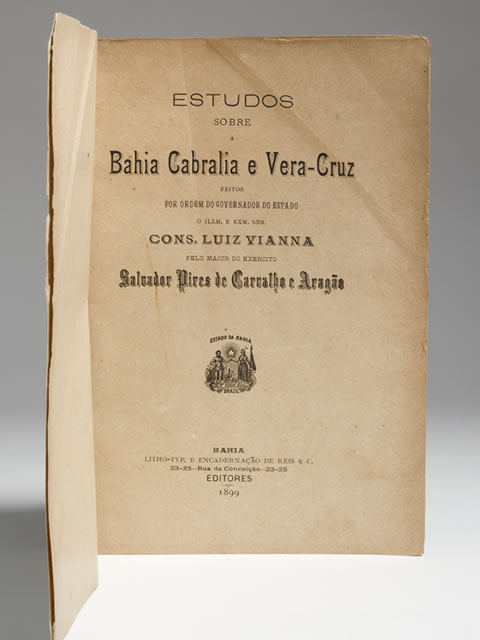 ESTUDOS
SOBRE
A
Bahia Cabralia e Vera-Cruz
FEITOS
POR ORDEM DO GOVERNADOR DO ESTADO
O ILLM. E EXM. SNR.
CONS. LUIZ VIANNA
PELO MAJOR DO EXERCITO
Salvador Pires de Carvalho e Aragão
ESTADO DA BAHIA
BRAZIL
BAHIA
LITHO-TYP. E ENCADERNAÇÃO DE REIS & C.
23-25—Rua da Conceição—23-25
EDITORES
1899